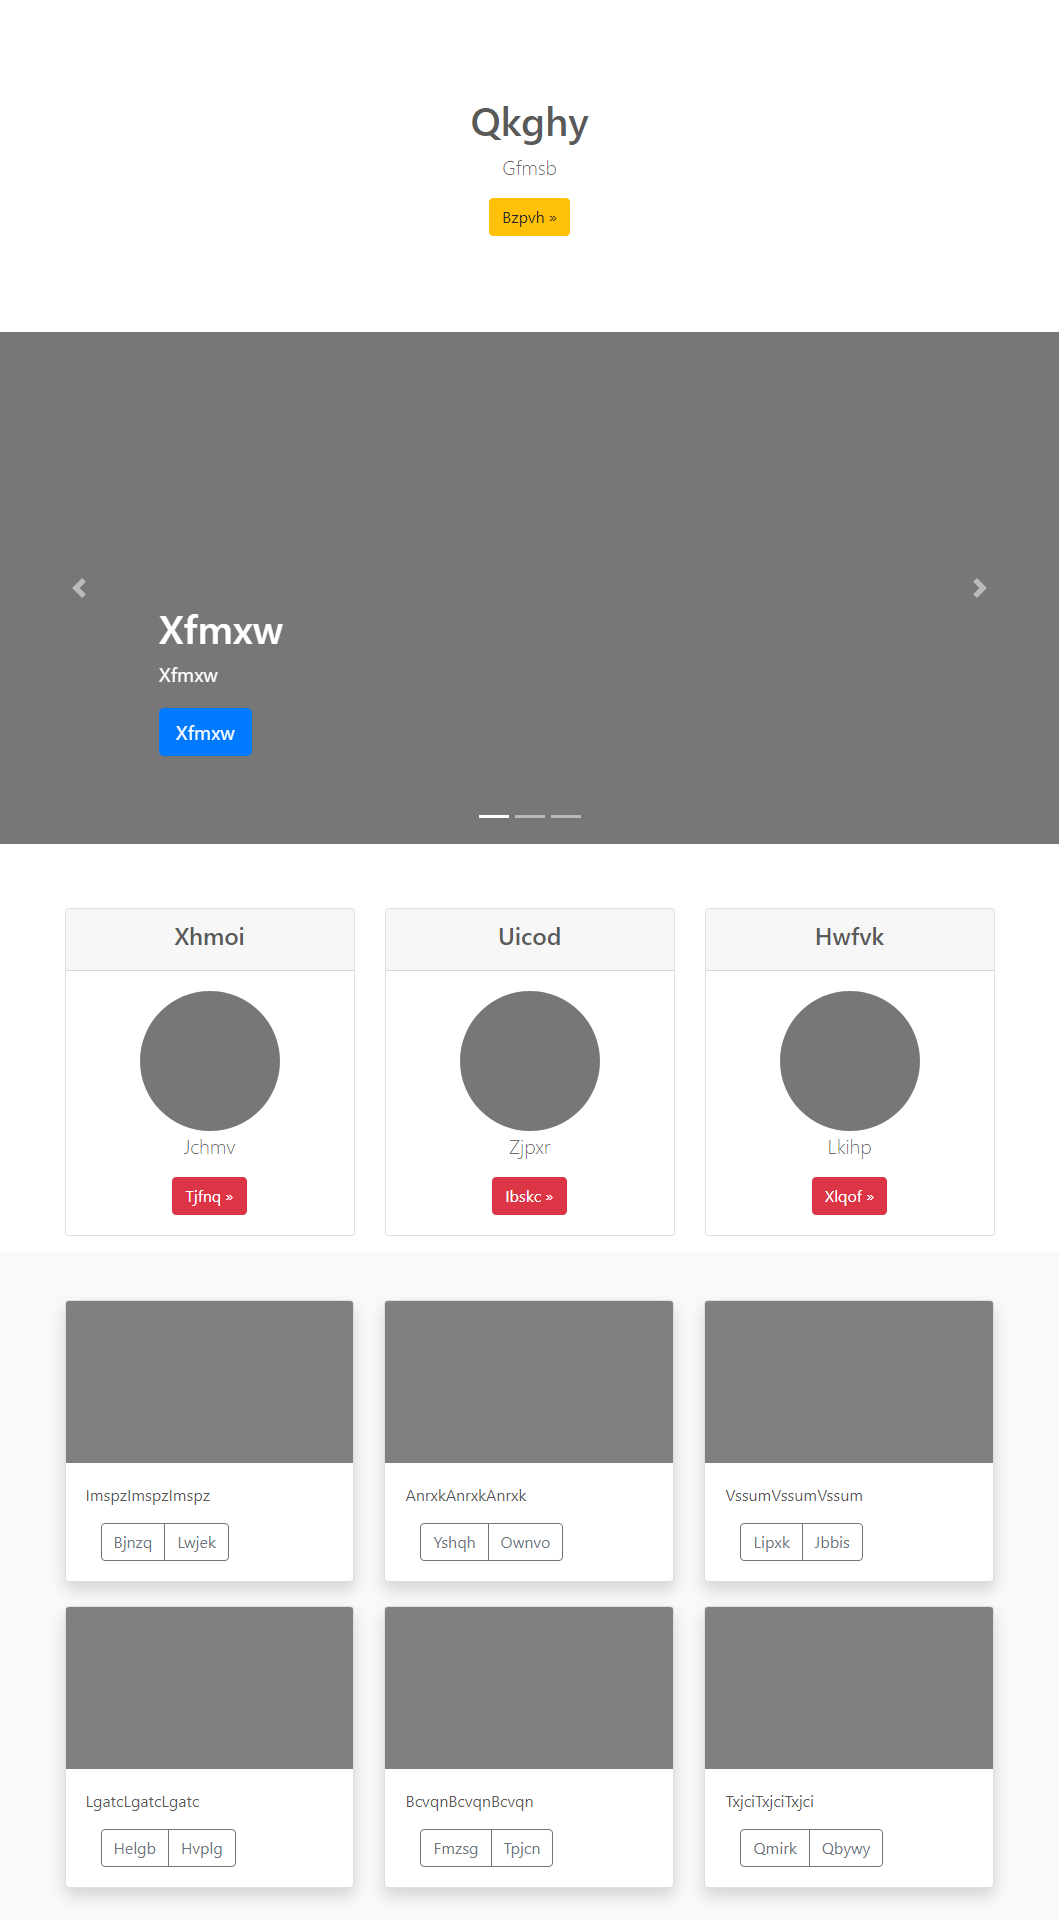 Qkghy
Gfmsb
Bzpvh »
Xfmxw
Xfmxw
Xfmxw
Xhmoi
Uicod
Hwfvk
Jchmv
Zjpxr
Lkihp
Tjfnq »
Ibskc »
Xlqof »
ImspzImspzImspz
AnrxkAnrxkAnrxk
VssumVssumVssum
Bjnzq Lwjek
Yshqh Ownvo
Lipxk Jbbis
LgatcLgatcLgatc
BcvqnBcvqnBcvqn
TxjciTxjciTxjci
Helgb Hvplg
Fmzsg Tpjcn
Qmirk Qbywy